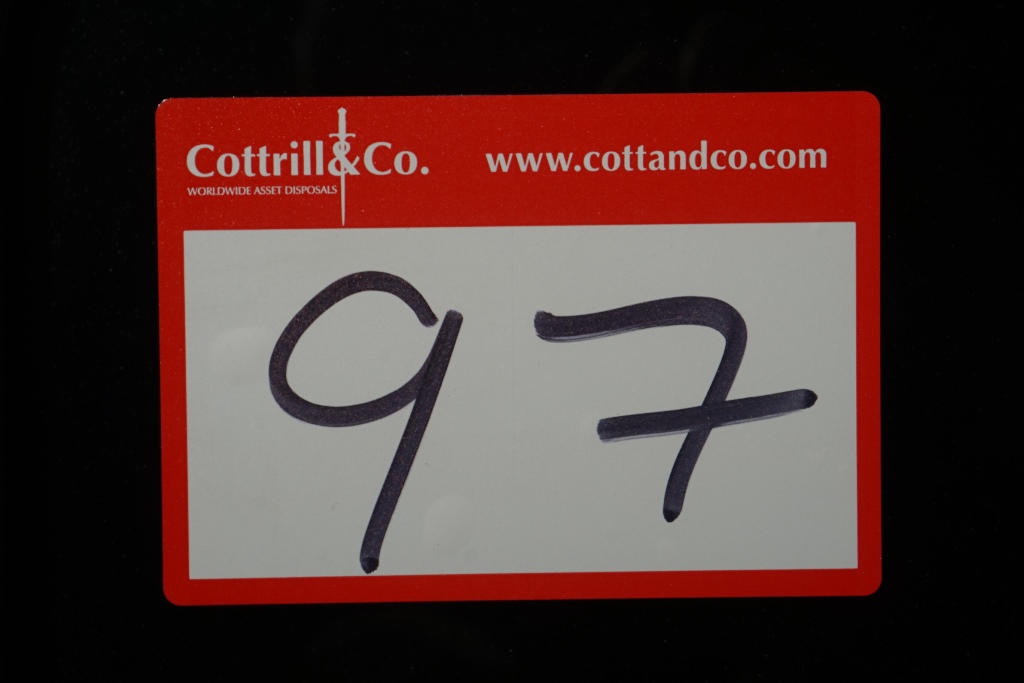 Cottrill&Co. www.cottandco.com
WORLDWIDE ASSET DISPOSALS
97